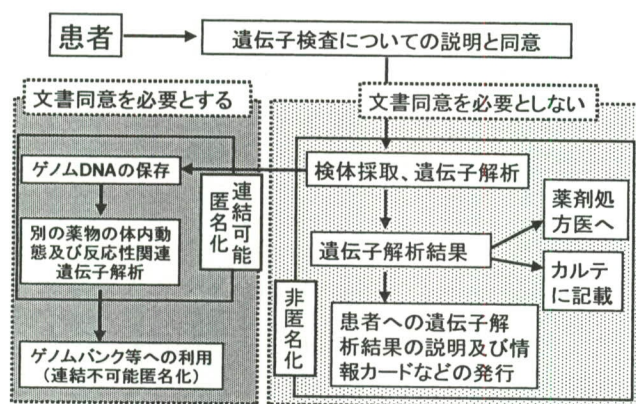 患者
遺伝子検査についての説明と同意
文書同意を必要とする
文書同意を必要としない
ゲノムDNAの保存
連結可能
匿名化
検体採取、遺伝子解析
薬剤処
方医へ
別の薬物の体内動
態及び反応性関連
遺伝子解析
遺伝子解析結果
カルテ
に記載
非匿名化
患者への遺伝子解
析結果の説明及び情
報カードなどの発行
ゲノムバンク等への利用
(連結不可能匿名化)